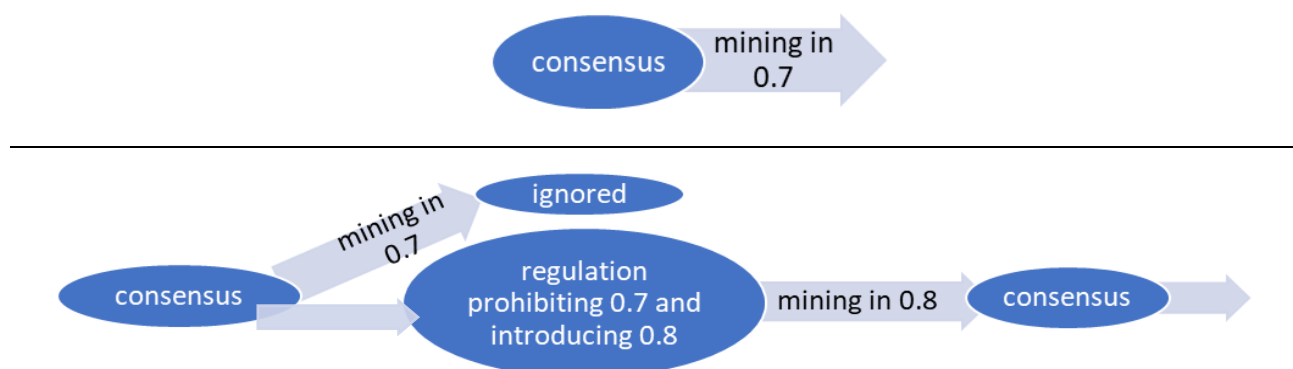 consensus
mining in
0.7
ignored
mining in
0.7
consensus
regulation
prohibiting 0.7 and
introducing 0.8
mining in 0.8
consensus